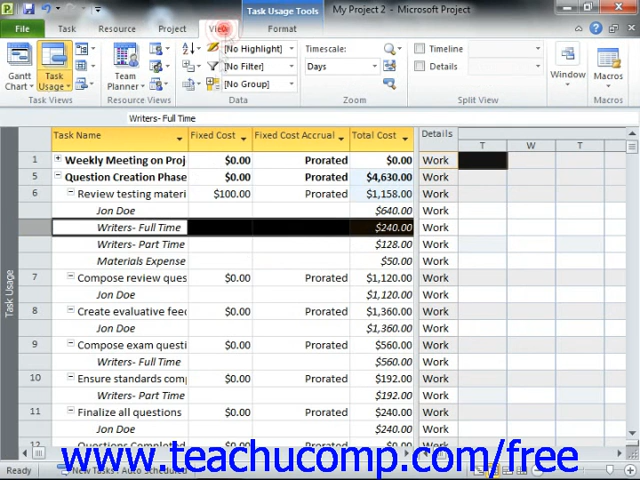 Task Usage Tools
My Project 2 - Microsoft Project
File Task Resource Project View Format
Gantt Chart
Task Usage
Team Planner
[No Highlight]
[No Filter]
[No Group]
Timescale:
Days
Timeline
Details
Window
Macros
Task Views Resource Views Data Zoom Split View Macros
Writers- Full Time
Task Name Fixed Cost Fixed Cost Accrual Total Cost Details T W T
1 Weekly Meeting on Proj $0.00 Prorated $0.00 Work
5 Question Creation Phase $0.00 Prorated $4,630.00 Work
6 Review testing materi $100.00 Prorated $1,158.00 Work
Jon Doe $640.00 Work
Writers- Full Time $240.00 Work
Writers- Part Time $128.00 Work
Materials Expense $50.00 Work
7 Compose review ques $0.00 Prorated $1,120.00 Work
Jon Doe $1,120.00 Work
8 Create evaluative feed $0.00 Prorated $1,360.00 Work
Jon Doe $1,360.00 Work
9 Compose exam questi $0.00 Prorated $560.00 Work
Writers- Full Time $560.00 Work
10 Ensure standards comp $0.00 Prorated $192.00 Work
Writers- Part Time $192.00 Work
11 Finalize all questions $0.00 Prorated $240.00 Work
Jon Doe $240.00 Work
12 Questions Completed
Task Usage
www.teachucomp.com/free
Ready New Tasks : Auto Scheduled